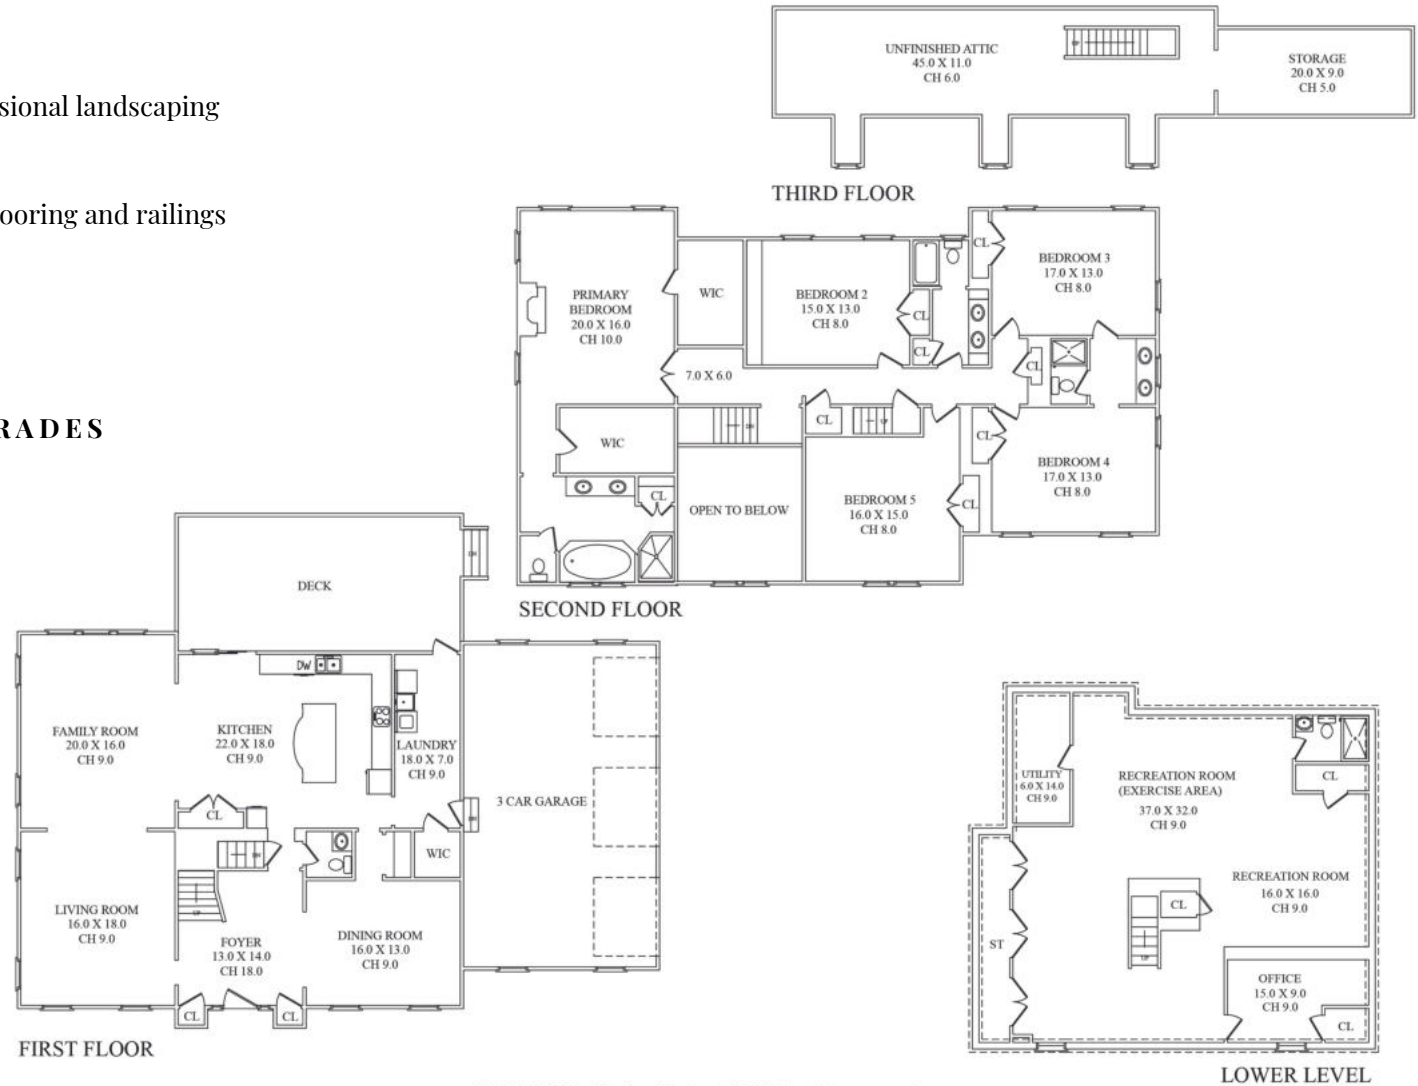 sional landscaping
ooring and railings
RADES
UNFINISHED ATTIC
45.0 X 11.0
CH 6.0
UP
STORAGE
20.0 X 9.0
CH 5.0
THIRD FLOOR
PRIMARY
BEDROOM
20.0 X 16.0
CH 10.0
WIC
BEDROOM 2
15.0 X 13.0
CH 8.0
CL
CL
CL
BEDROOM 3
17.0 X 13.0
CH 8.0
7.0 X 6.0
CL
WIC
DN
CL
UP
CL
BEDROOM 4
17.0 X 13.0
CH 8.0
CL
OPEN TO BELOW
BEDROOM 5
16.0 X 15.0
CH 8.0
CL
SECOND FLOOR
DECK
DN
DW
FAMILY ROOM
20.0 X 16.0
CH 9.0
KITCHEN
22.0 X 18.0
CH 9.0
LAUNDRY
18.0 X 7.0
CH 9.0
3 CAR GARAGE
CL
DN
DN
WIC
UP
LIVING ROOM
16.0 X 18.0
CH 9.0
FOYER
13.0 X 14.0
CH 18.0
DINING ROOM
16.0 X 13.0
CH 9.0
CL
CL
FIRST FLOOR
UTILITY
6.0 X 14.0
CH 9.0
RECREATION ROOM
(EXERCISE AREA)
37.0 X 32.0
CH 9.0
CL
RECREATION ROOM
16.0 X 16.0
CH 9.0
CL
ST
UP
OFFICE
15.0 X 9.0
CH 9.0
CL
LOWER LEVEL